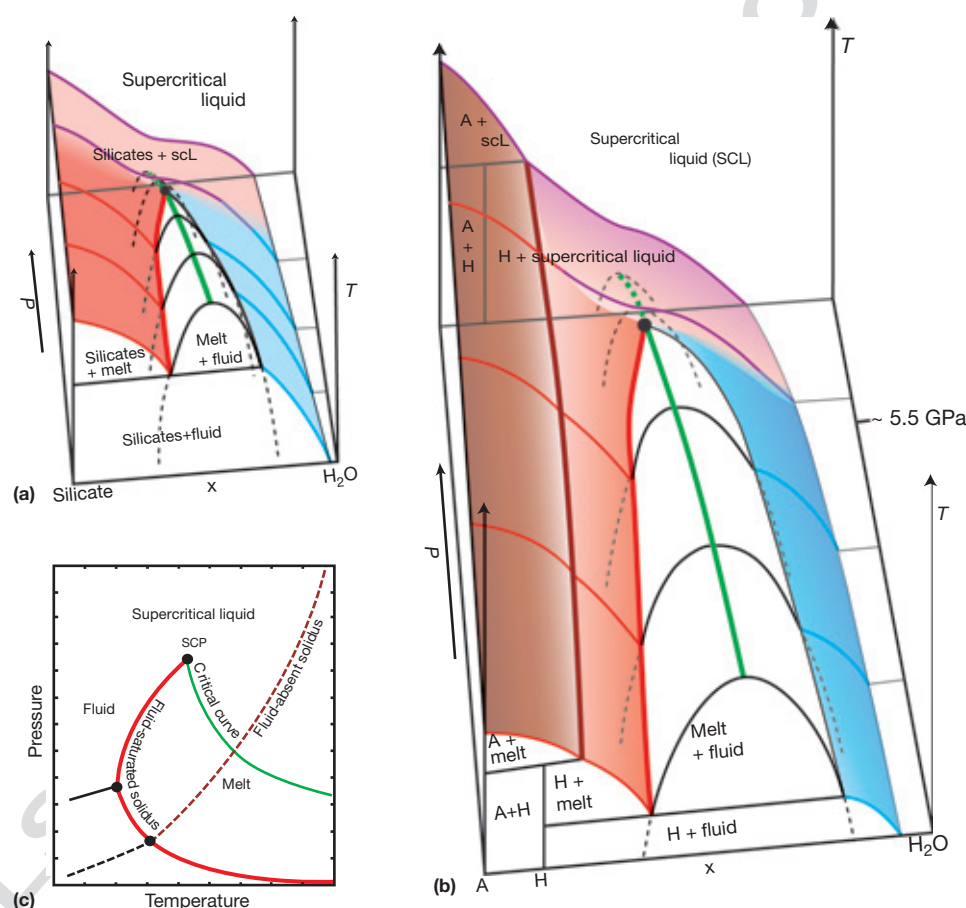 T
Supercritical
liquid
Silicates + scL
P
T
Silicates
+ melt
Melt
+ fluid
Silicates+fluid
(a)
Silicate
x
H2O
T
A +
scL
Supercritical
liquid (SCL)
A
+
H
H + supercritical liquid
~ 5.5 GPa
P
T
A +
melt
Melt
+ fluid
H +
melt
A+H
H + fluid
H2O
A
H
x
(b)
Supercritical liquid
SCP
Fluid
Critical curve
Fluid-absent solidus
Fluid-saturated solidus
Melt
Pressure
Temperature
(c)